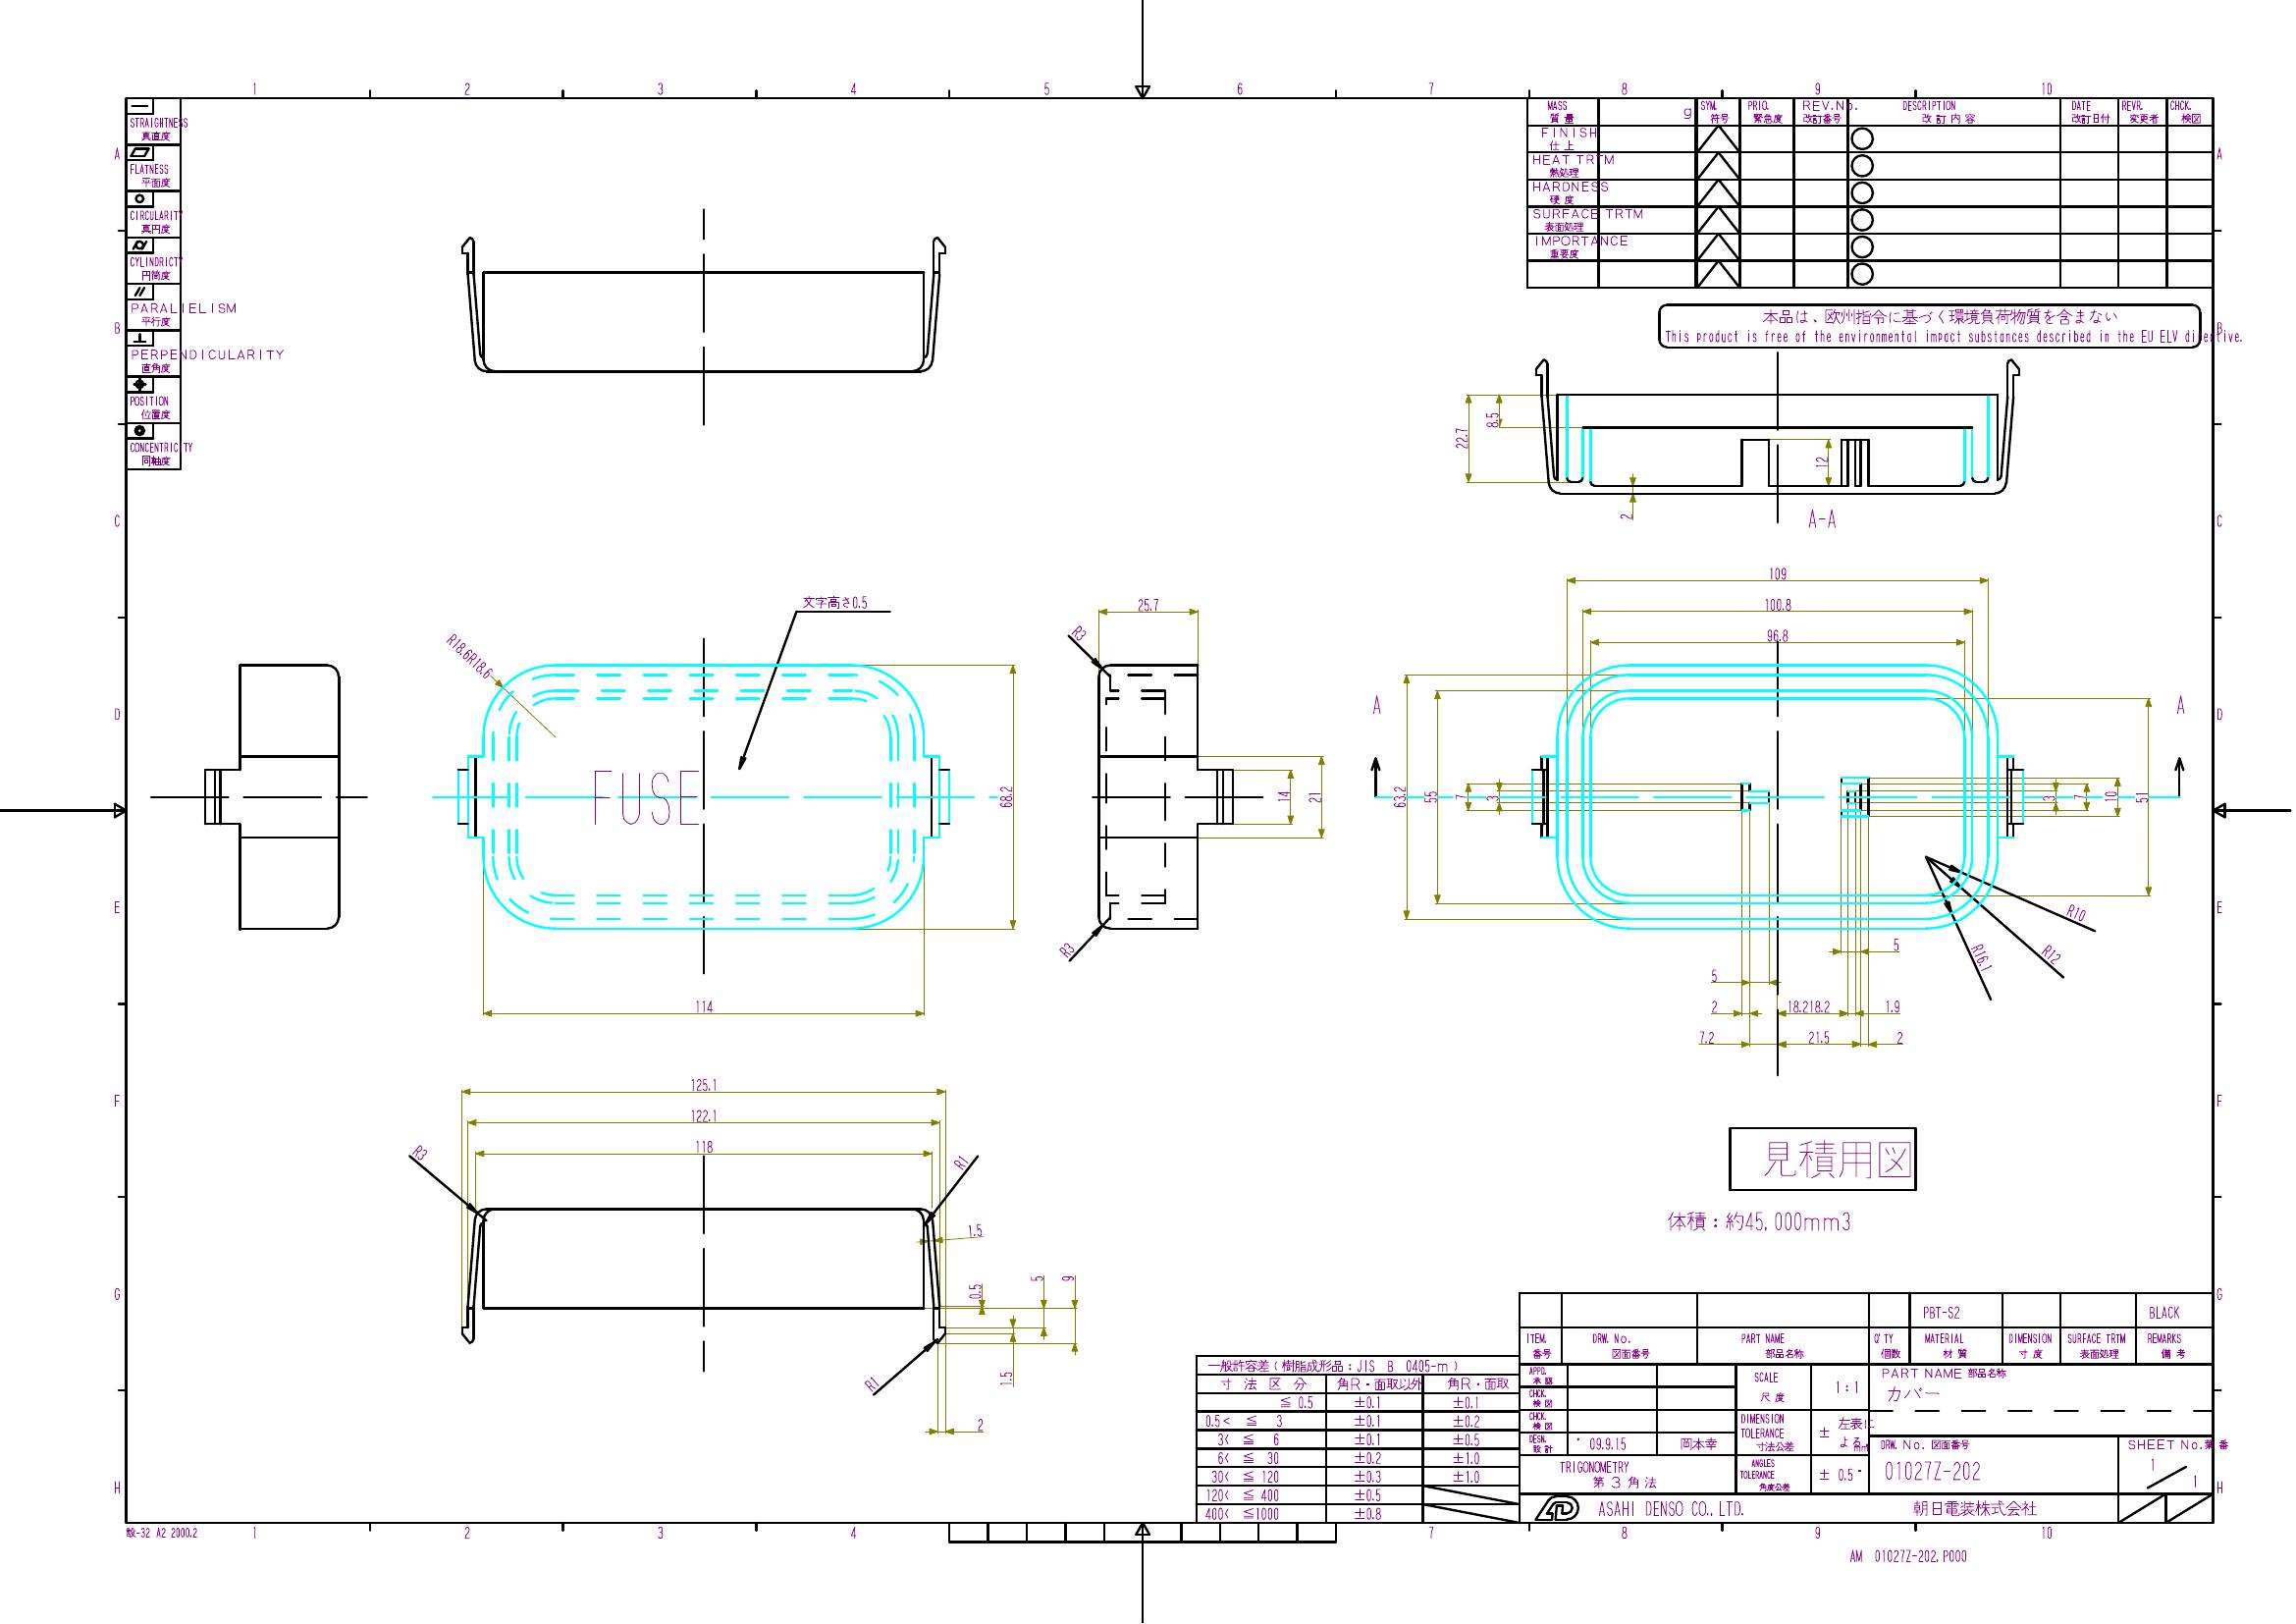 1 2 3 4 5 6 7 8 9 10
A B C D E F G H
STRAIGHTNESS
真直度
FLATNESS
平面度
CIRCULARITY
真円度
CYLINDRICTY
円筒度
PARALIELISM
平行度
PERPENDICULARITY
直角度
POSITION
位置度
CONCENTRICITY
同軸度
MASS 質量 g SYM. 符号 PRIO. 緊急度 REV.No. 改訂番号 DESCRIPTION 改訂内容 DATE 改訂日付 REVR. 変更者 CHCK. 検図
FINISH
仕上
HEAT TRTM
熱処理
HARDNESS
硬度
SURFACE TRTM
表面処理
IMPORTANCE
重要度
本品は、欧州指令に基づく環境負荷物質を含まない
This product is free of the environmental impact substances described in the EU ELV directive.
22.7
8.5
12
2
A-A
文字高さ0.5
R18.6R18.6
FUSE
68.2
114
25.7
R3
R3
14
21
109
100.8
96.8
A
A
63.2
55
7
3
3
7
10
51
R10
R12
R16.1
5
5
2
18.218.2
1.9
7.2
21.5
2
125.1
122.1
118
R3
R1
1.5
0.5
5
9
1.5
R1
2
見積用図
体積：約45,000mm3
PBT-S2 BLACK
ITEM. 番号 DRW. No. 図面番号 PART NAME 部品名称 Q'TY 個数 MATERIAL 材質 DIMENSION 寸度 SURFACE TRTM 表面処理 REMARKS 備考
一般許容差（樹脂成形品：JIS B 0405-m）
寸法区分 角R・面取以外 角R・面取
≦ 0.5 ±0.1 ±0.1
0.5< ≦ 3 ±0.1 ±0.2
3< ≦ 6 ±0.1 ±0.5
6< ≦ 30 ±0.2 ±1.0
30< ≦ 120 ±0.3 ±1.0
120< ≦ 400 ±0.5
400< ≦1000 ±0.8
APPD. 承認
CHCK. 検図
CHCK. 検図
DESN. 設計 ' 09.9.15 岡本幸
TRIGONOMETRY
第３角法
SCALE 尺度 1:1
DIMENSION TOLERANCE 寸法公差 ± 左表による mm
ANGLES TOLERANCE 角度公差 ± 0.5°
PART NAME 部品名称
カバー
DRW. No. 図面番号
01027Z-202
SHEET No.葉番
1／1
ASAHI DENSO CO., LTD. 朝日電装株式会社
設-32 A2 2000.2
1 2 3 4 7 8 9 10
AM 01027Z-202.P000